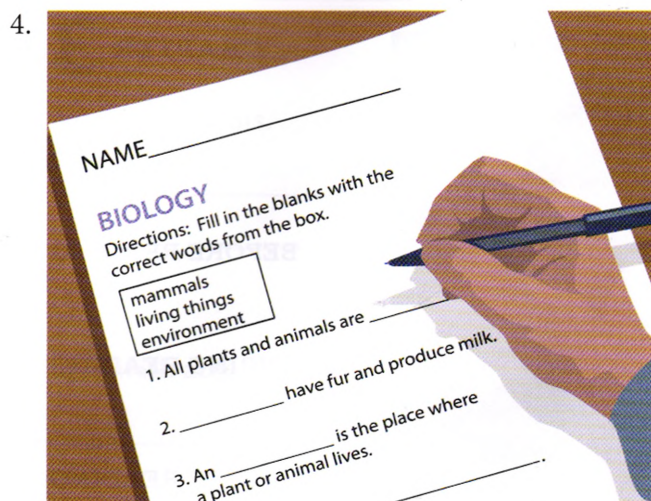 4.
NAME
BIOLOGY
Directions: Fill in the blanks with the
correct words from the box.
mammals
living things
environment
1. All plants and animals are
2. have fur and produce milk.
3. An is the place where
a plant or animal lives.